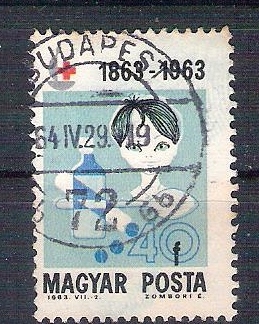 BUDAPES
1863-1963
64 IV. 29. 19
72
40 f
MAGYAR POSTA
1963. VII. 2. ZOMBORI É.